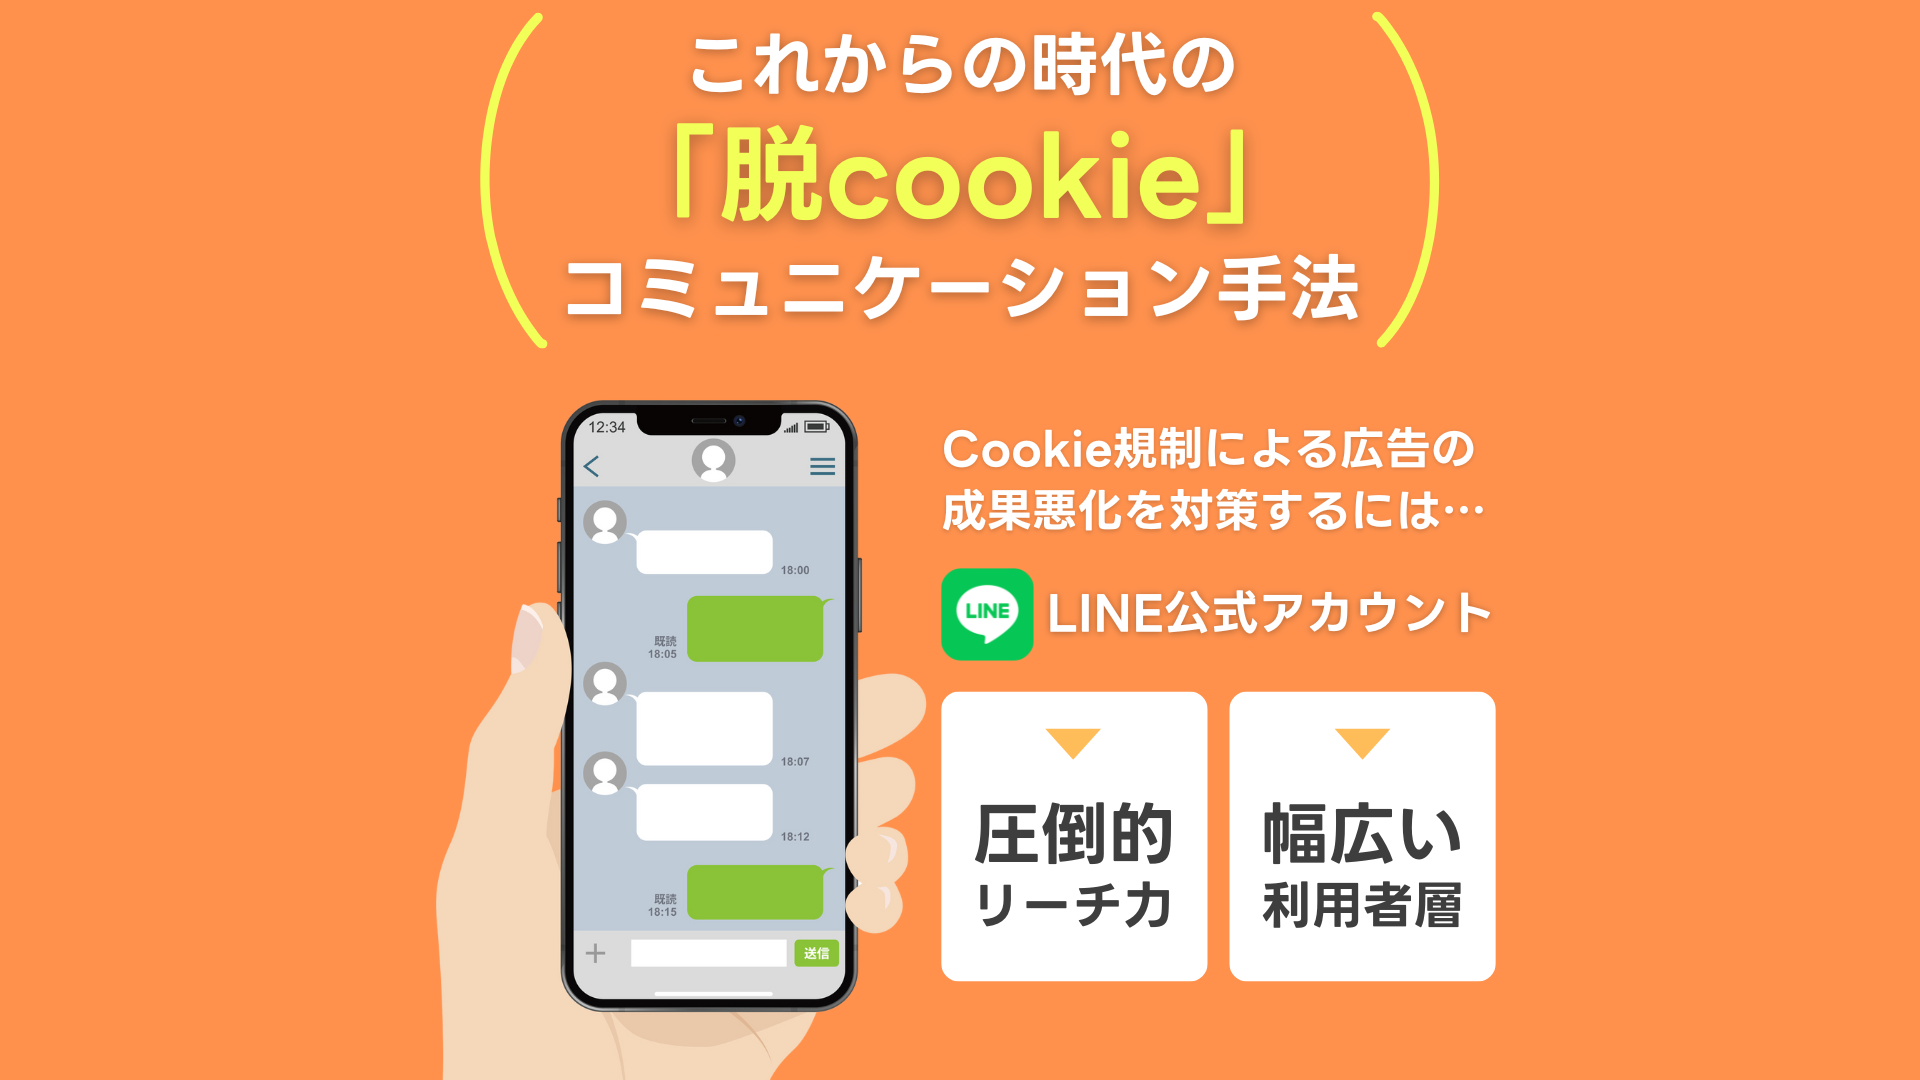 これからの時代の
「脱cookie」
コミュニケーション手法
12:34
18:00
既読
18:05
18:07
18:12
既読
18:15
送信
Cookie規制による広告の
成果悪化を対策するには…
LINE
LINE公式アカウント
圧倒的
リーチ力
幅広い
利用者層